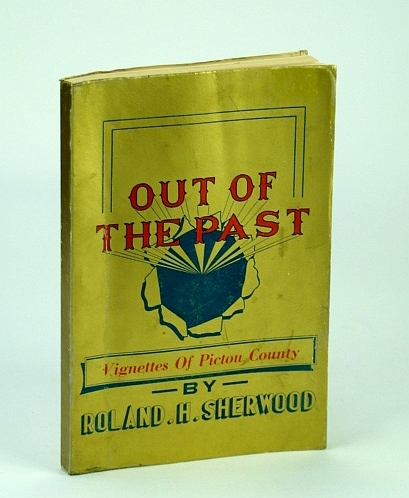 OUT OF
THE PAST
Vignettes Of Pictou County
BY
ROLAND.H.SHERWOOD